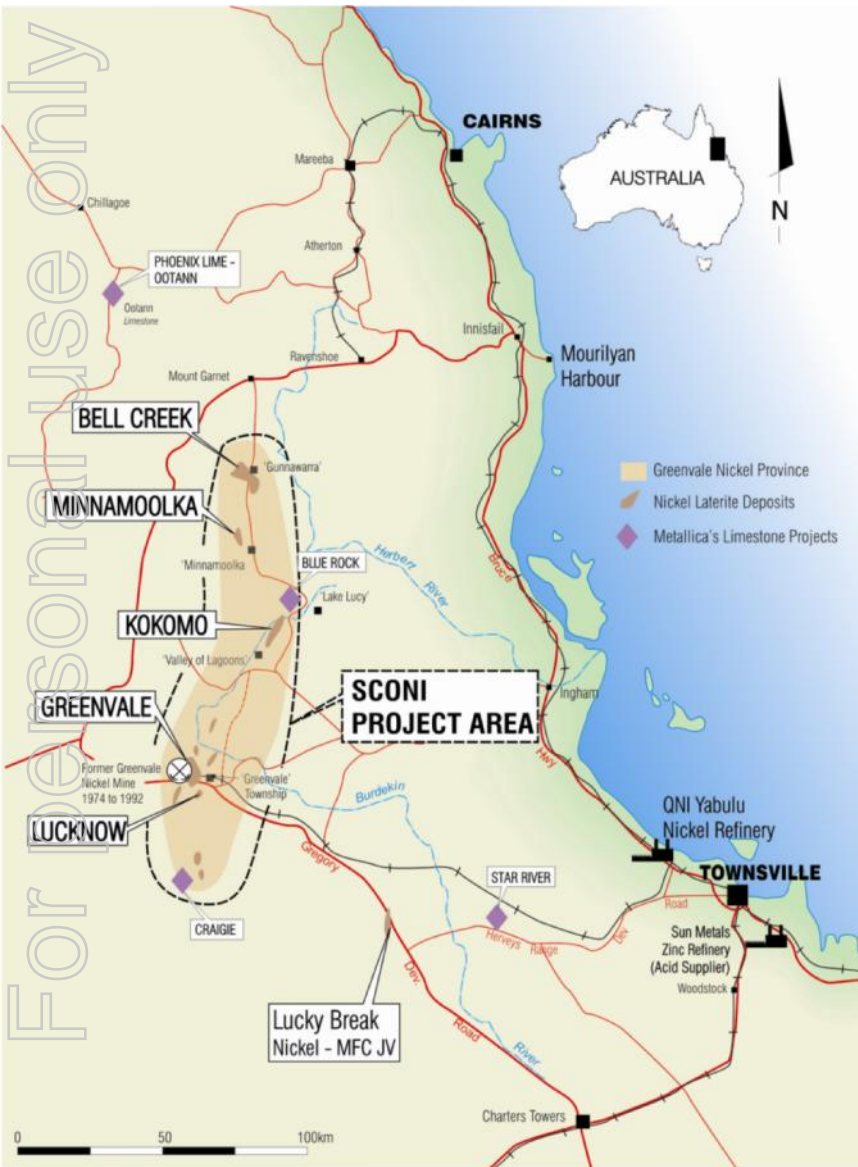 For personal use only
CAIRNS
Mareeba
AUSTRALIA
N
Chillagoe
Atherton
PHOENIX LIME -
OOTANN
Ootann
Limestone
Innisfail
Mourilyan
Harbour
Ravenshoe
Mount Garnet
BELL CREEK
'Gunnawarra'
Greenvale Nickel Province
Nickel Laterite Deposits
Metallica's Limestone Projects
MINNAMOOLKA
'Minnamoolka'
BLUE ROCK
Herberr
River
Bruce
Hwy
'Lake Lucy'
KOKOMO
'Valley of Lagoons'
SCONI
PROJECT AREA
Ingham
GREENVALE
Former Greenvale
Nickel Mine
1974 to 1992
'Greenvale'
Township
Burdekin
River
LUCKNOW
QNI Yabulu
Nickel Refinery
TOWNSVILLE
Gregory
Dev.
Road
STAR RIVER
Herveys
Range
Dev
Road
CRAIGIE
Sun Metals
Zinc Refinery
(Acid Supplier)
Woodstock
Lucky Break
Nickel - MFC JV
Charters Towers
0
50
100km